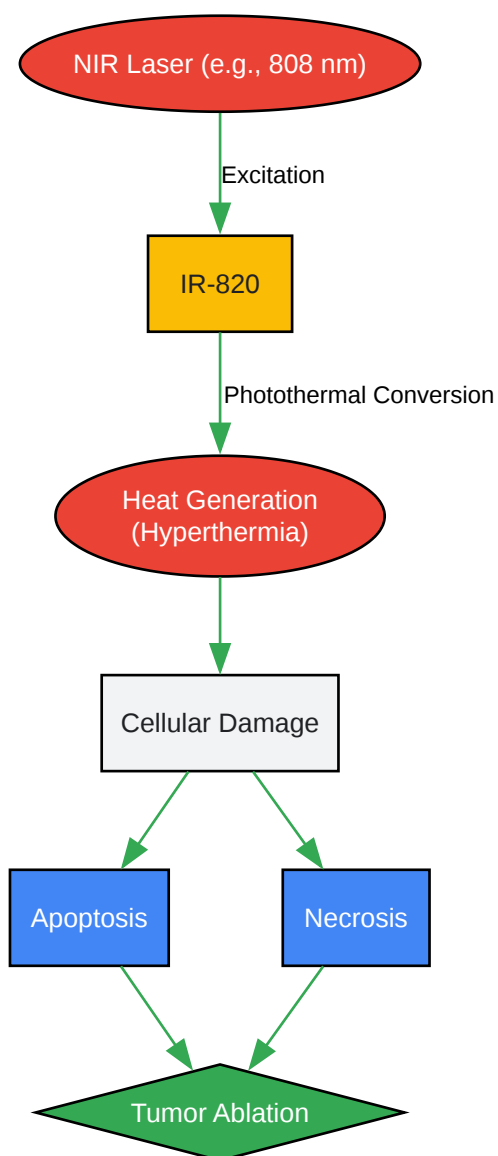 NIR Laser (e.g., 808 nm)
Excitation
IR-820
Photothermal Conversion
Heat Generation
(Hyperthermia)
Cellular Damage
Apoptosis
Necrosis
Tumor Ablation